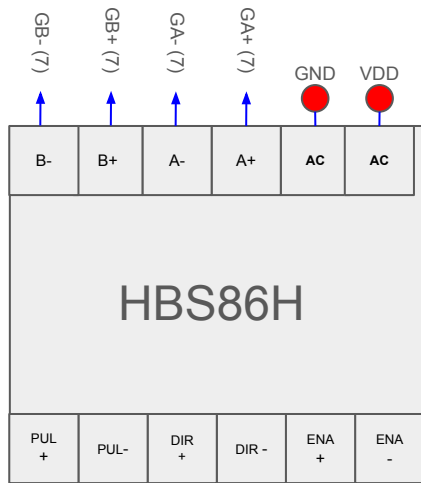 GB- (7)
GB+ (7)
GA- (7)
GA+ (7)
GND
VDD
B-
B+
A-
A+
AC
AC
HBS86H
PUL
+
PUL-
DIR
+
DIR -
ENA
+
ENA
-